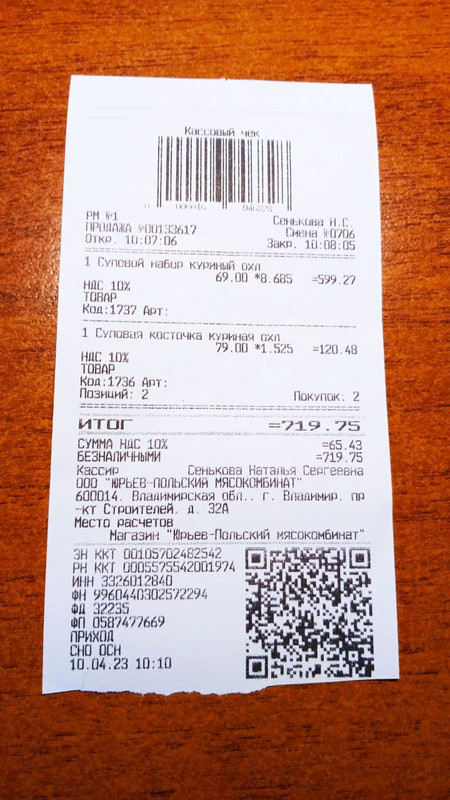 Кассовый чек
РМ №1 Сенькова Н.С.
ПРОДАЖА №00133617 Смена №0706
Откр. 10:07:06 Закр. 10:08:05
1 Суповой набор куриный охл
69.00 *8.685 =599.27
НДС 10%
ТОВАР
Код:1737 Арт:
1 Суповая косточка куриная охл
79.00 *1.525 =120.48
НДС 10%
ТОВАР
Код:1736 Арт:
Позиций: 2 Покупок: 2
ИТОГ =719.75
СУММА НДС 10% =65.43
БЕЗНАЛИЧНЫМИ =719.75
Кассир Сенькова Наталья Сергеевна
ООО "ЮРЬЕВ-ПОЛЬСКИЙ МЯСОКОМБИНАТ"
600014, Владимирская обл., г. Владимир, пр
-кт Строителей, д. 32А
Место расчетов
Магазин "Юрьев-Польский мясокомбинат"
ЗН ККТ 00105702482542
РН ККТ 0005575542001974
ИНН 3326012840
ФН 9960440302572294
ФД 32235
ФП 0587477669
ПРИХОД
СНО ОСН
10.04.23 10:10